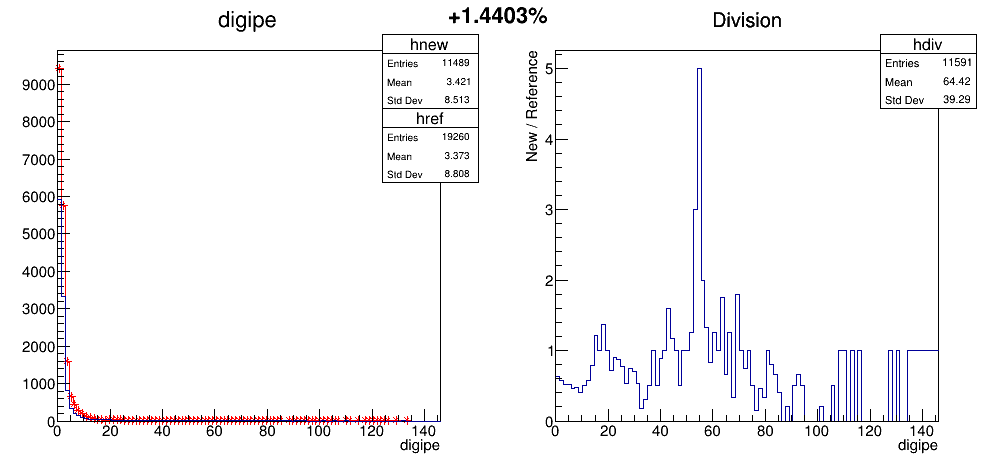 +1.4403%
digipe
hnew
Entries 11489
Mean 3.421
Std Dev 8.513
href
Entries 19260
Mean 3.373
Std Dev 8.808
9000
8000
7000
6000
5000
4000
3000
2000
1000
0
0 20 40 60 80 100 120 140
digipe
Division
hdiv
Entries 11591
Mean 64.42
Std Dev 39.29
New / Reference
5
4
3
2
1
0
0 20 40 60 80 100 120 140
digipe